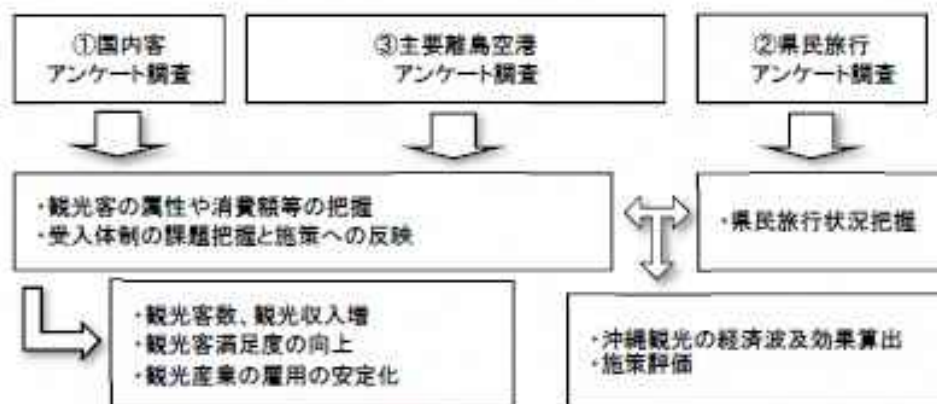 ①国内客
アンケート調査
③主要離島空港
アンケート調査
②県民旅行
アンケート調査
・観光客の属性や消費額等の把握
・受入体制の課題把握と施策への反映
・県民旅行状況把握
・観光客数、観光収入増
・観光客満足度の向上
・観光産業の雇用の安定化
・沖縄観光の経済波及効果算出
・施策評価